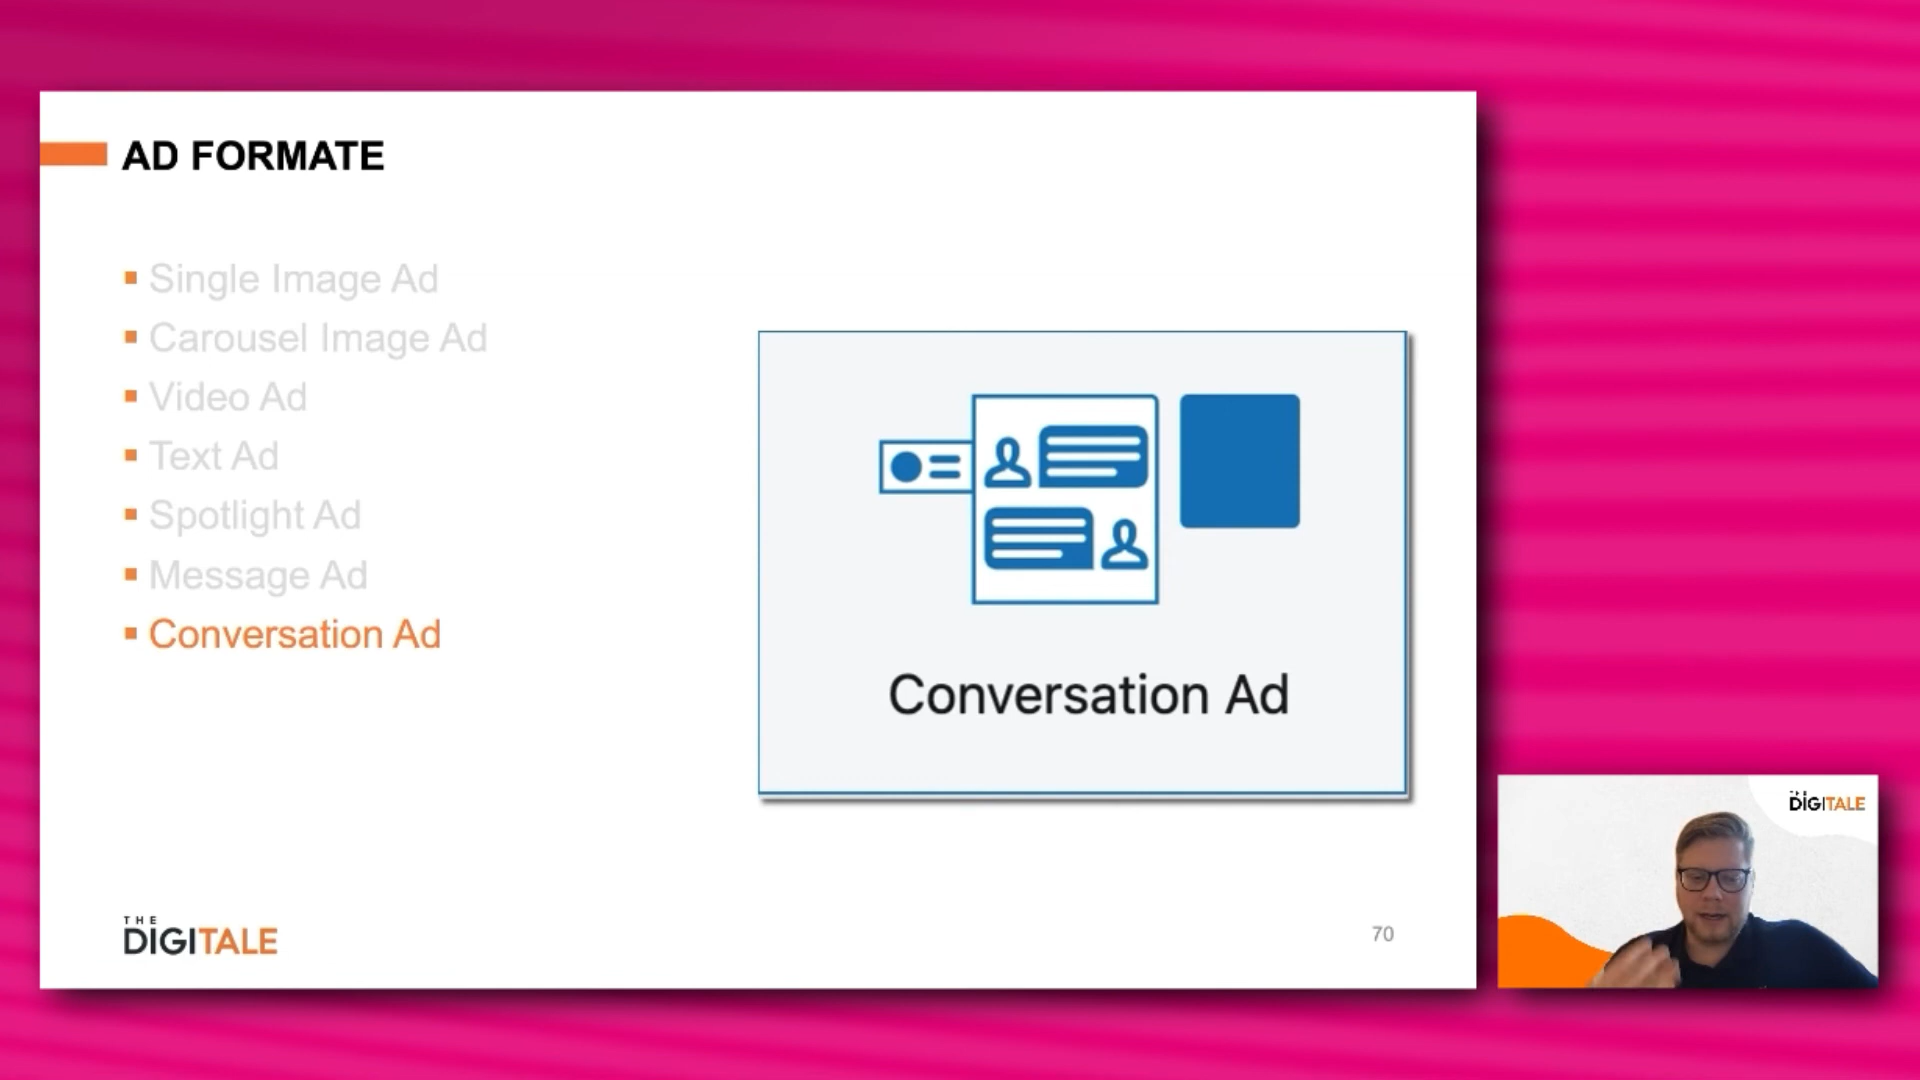 AD FORMATE
Single Image Ad
Carousel Image Ad
Video Ad
Text Ad
Spotlight Ad
Message Ad
Conversation Ad
Conversation Ad
THE
DIGITALE
70
DIGITALE